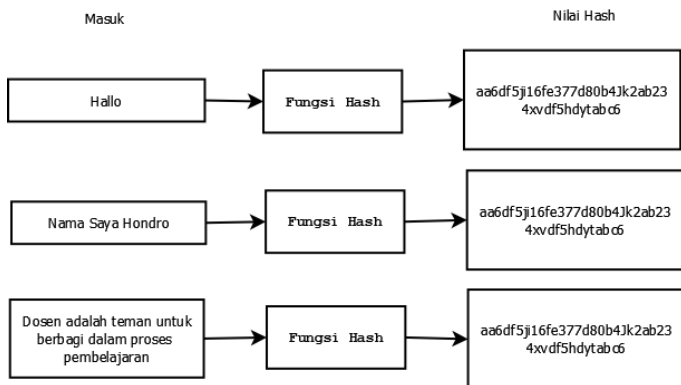 Masuk
Nilai Hash
Hallo
Fungsi Hash
aa6df5ji16fe377d80b4Jk2ab23
4xvdf5hdytabc6
Nama Saya Hondro
Fungsi Hash
aa6df5ji16fe377d80b4Jk2ab23
4xvdf5hdytabc6
Dosen adalah teman untuk
berbagi dalam proses
pembelajaran
Fungsi Hash
aa6df5ji16fe377d80b4Jk2ab23
4xvdf5hdytabc6